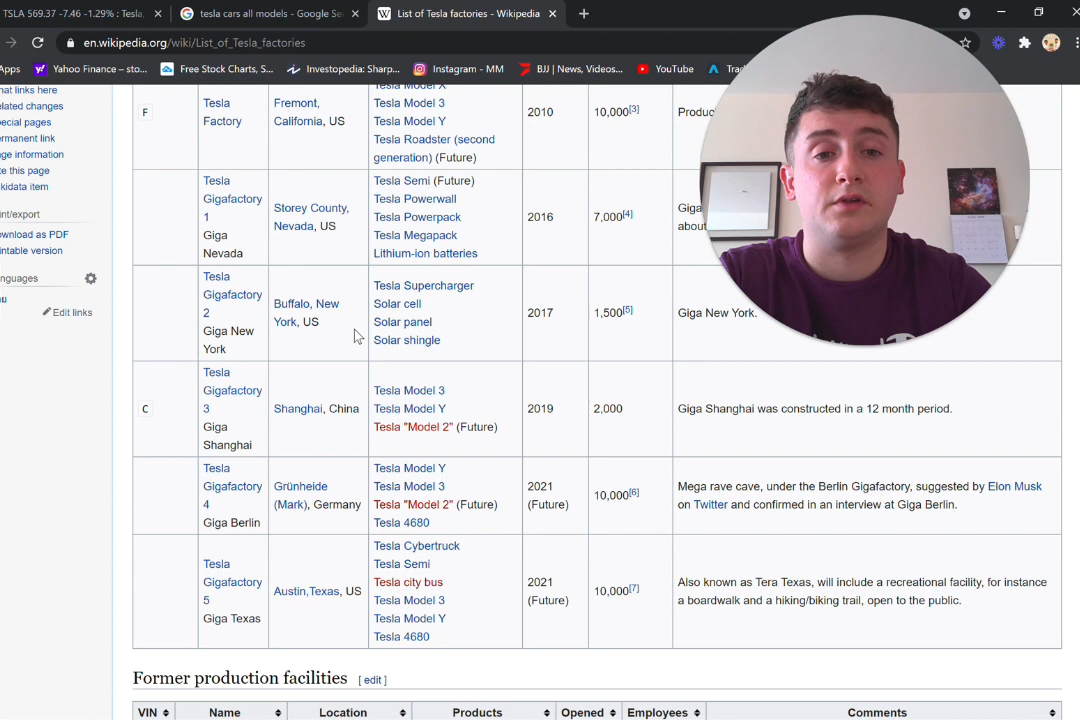 TSLA 569.37 -7.46 -1.29% : Tesla,
tesla cars all models - Google Se
List of Tesla factories - Wikipedia
en.wikipedia.org/wiki/List_of_Tesla_factories
Apps
Yahoo Finance – sto...
Free Stock Charts, S...
Investopedia: Sharp...
Instagram - MM
BJJ | News, Videos...
YouTube
hat links here
elated changes
pecial pages
ermanent link
age information
te this page
ikidata item
int/export
ownload as PDF
intable version
nguages
Edit links
F
Tesla
Factory
Fremont,
California, US
Tesla Model X
Tesla Model 3
Tesla Model Y
Tesla Roadster (second
generation) (Future)
2010
10,000[3]
Tesla
Gigafactory
1
Giga
Nevada
Storey County,
Nevada, US
Tesla Semi (Future)
Tesla Powerwall
Tesla Powerpack
Tesla Megapack
Lithium-ion batteries
2016
7,000[4]
Giga
about
Tesla
Gigafactory
2
Giga New
York
Buffalo, New
York, US
Tesla Supercharger
Solar cell
Solar panel
Solar shingle
2017
1,500[5]
Giga New York.
C
Tesla
Gigafactory
3
Giga
Shanghai
Shanghai, China
Tesla Model 3
Tesla Model Y
Tesla "Model 2" (Future)
2019
2,000
Giga Shanghai was constructed in a 12 month period.
Tesla
Gigafactory
4
Giga Berlin
Grünheide
(Mark), Germany
Tesla Model Y
Tesla Model 3
Tesla "Model 2" (Future)
Tesla 4680
2021
(Future)
10,000[6]
Mega rave cave, under the Berlin Gigafactory, suggested by Elon Musk
on Twitter and confirmed in an interview at Giga Berlin.
Tesla
Gigafactory
5
Giga Texas
Austin,Texas, US
Tesla Cybertruck
Tesla Semi
Tesla city bus
Tesla Model 3
Tesla Model Y
Tesla 4680
2021
(Future)
10,000[7]
Also known as Tera Texas, will include a recreational facility, for instance
a boardwalk and a hiking/biking trail, open to the public.
Former production facilities [ edit ]
VIN Name Location Products Opened Employees Comments